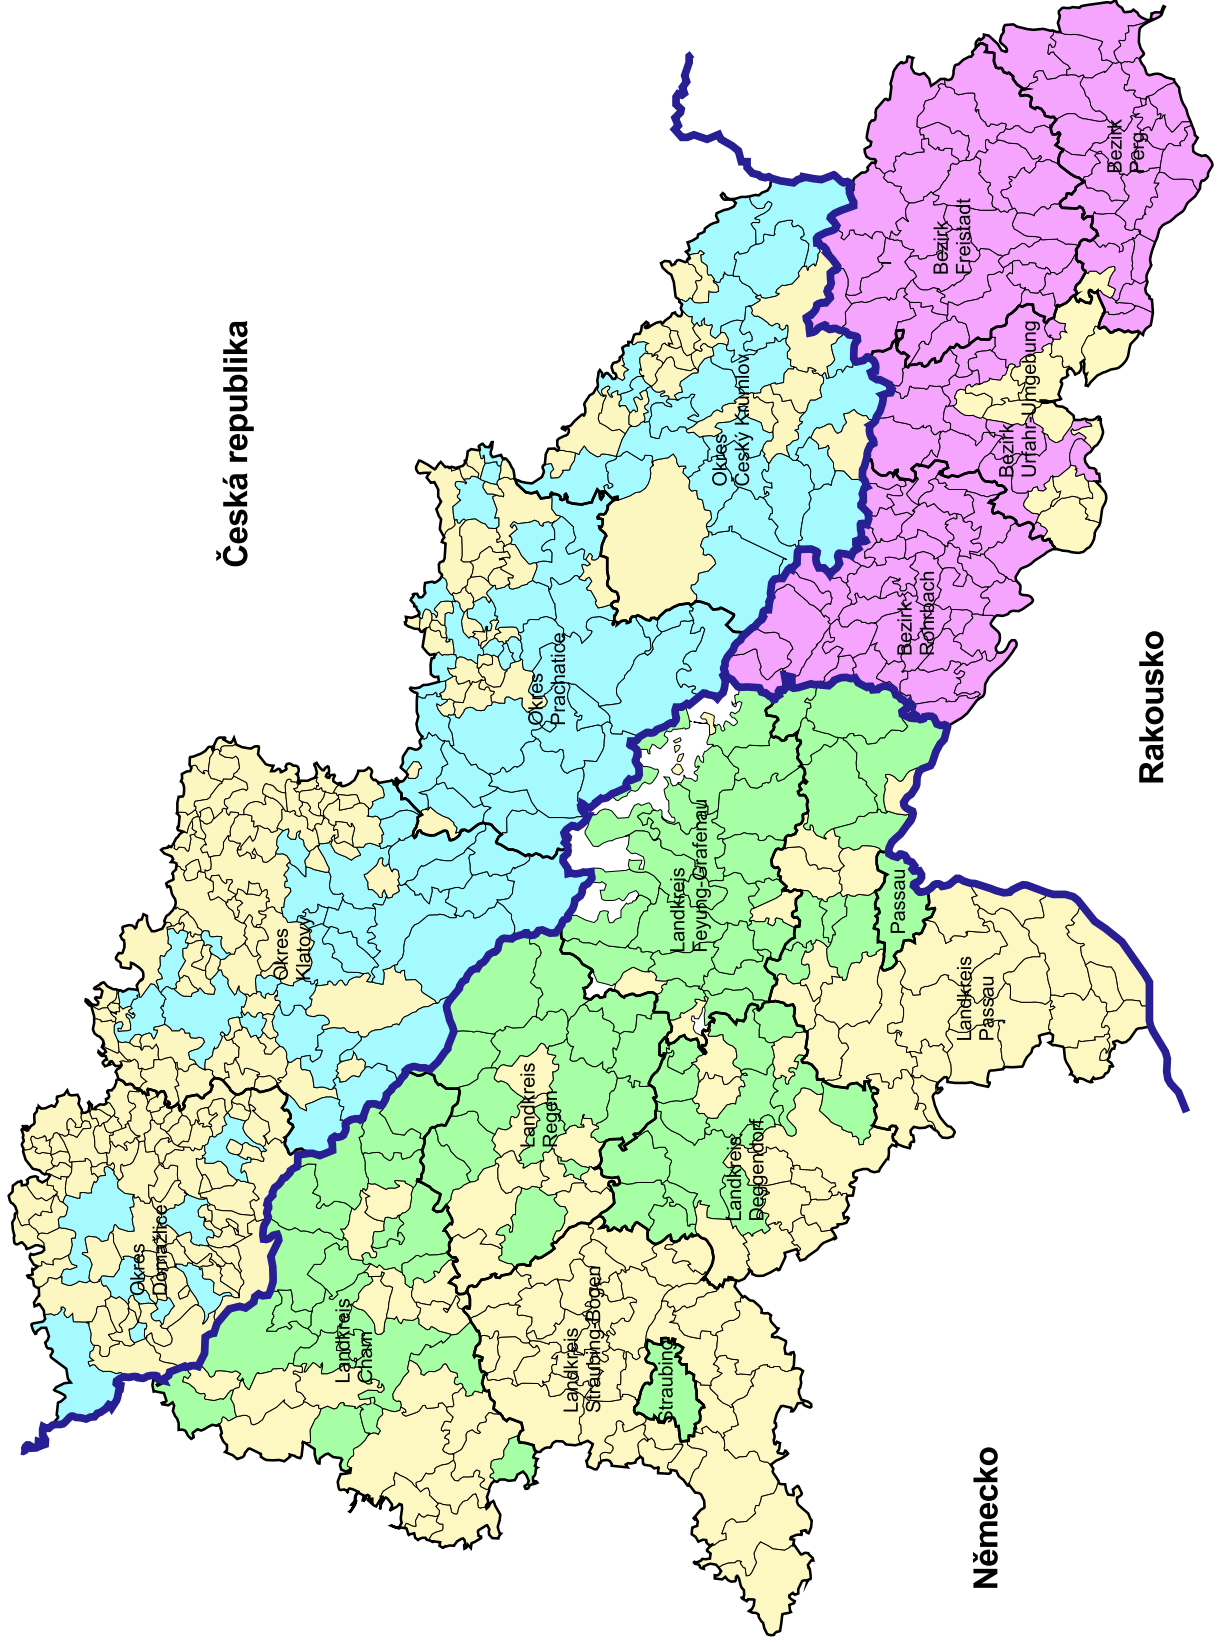 Česká republika
Okres
Domažlice
Okres
Klatovy
Okres
Prachatice
Okres
Český Krumlov
Landkreis
Cham
Landkreis
Regen
Landkreis
Freyung-Grafenau
Landkreis
Straubing-Bogen
Straubing
Landkreis
Deggendorf
Passau
Landkreis
Passau
Bezirk
Rohrbach
Bezirk
Urfahr-Umgebung
Bezirk
Freistadt
Bezirk
Perg
Německo
Rakousko